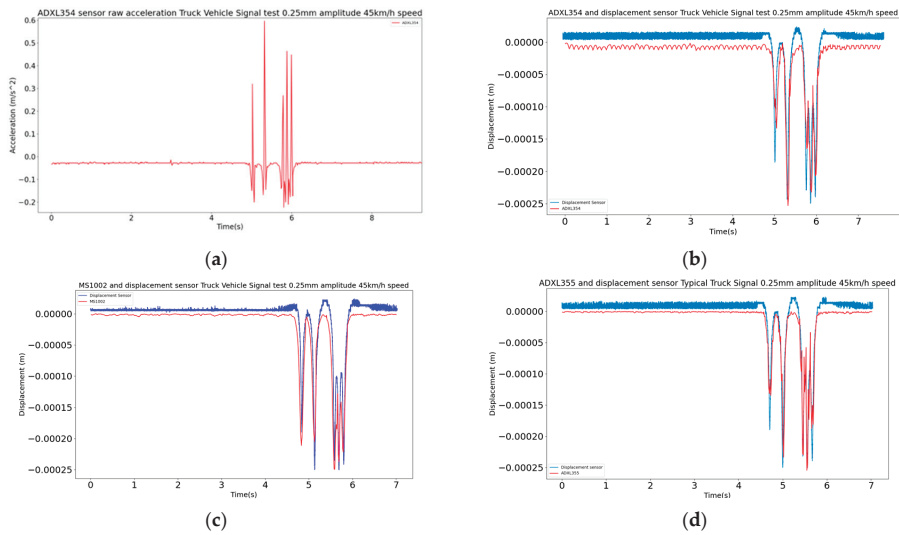 ADXL354 sensor raw acceleration Truck Vehicle Signal test 0.25mm amplitude 45km/h speed
ADXL354
Acceleration (m/s^2)
0.6
0.5
0.4
0.3
0.2
0.1
0.0
−0.1
−0.2
0 2 4 6 8
Time(s)
(a)
ADXL354 and displacement sensor Truck Vehicle Signal test 0.25mm amplitude 45km/h speed
Displacement (m)
0.00000
−0.00005
−0.00010
−0.00015
−0.00020
−0.00025
Displacement Sensor
ADXL354
0 1 2 3 4 5 6 7
Time(s)
(b)
MS1002 and displacement sensor Truck Vehicle Signal test 0.25mm amplitude 45km/h speed
Displacement Sensor
MS1002
Displacement (m)
0.00000
−0.00005
−0.00010
−0.00015
−0.00020
−0.00025
0 1 2 3 4 5 6 7
Time(s)
(c)
ADXL355 and displacement sensor Typical Truck Signal 0.25mm amplitude 45km/h speed
Displacement (m)
0.00000
−0.00005
−0.00010
−0.00015
−0.00020
−0.00025
Displacement sensor
ADXL355
0 1 2 3 4 5 6 7
Time(s)
(d)